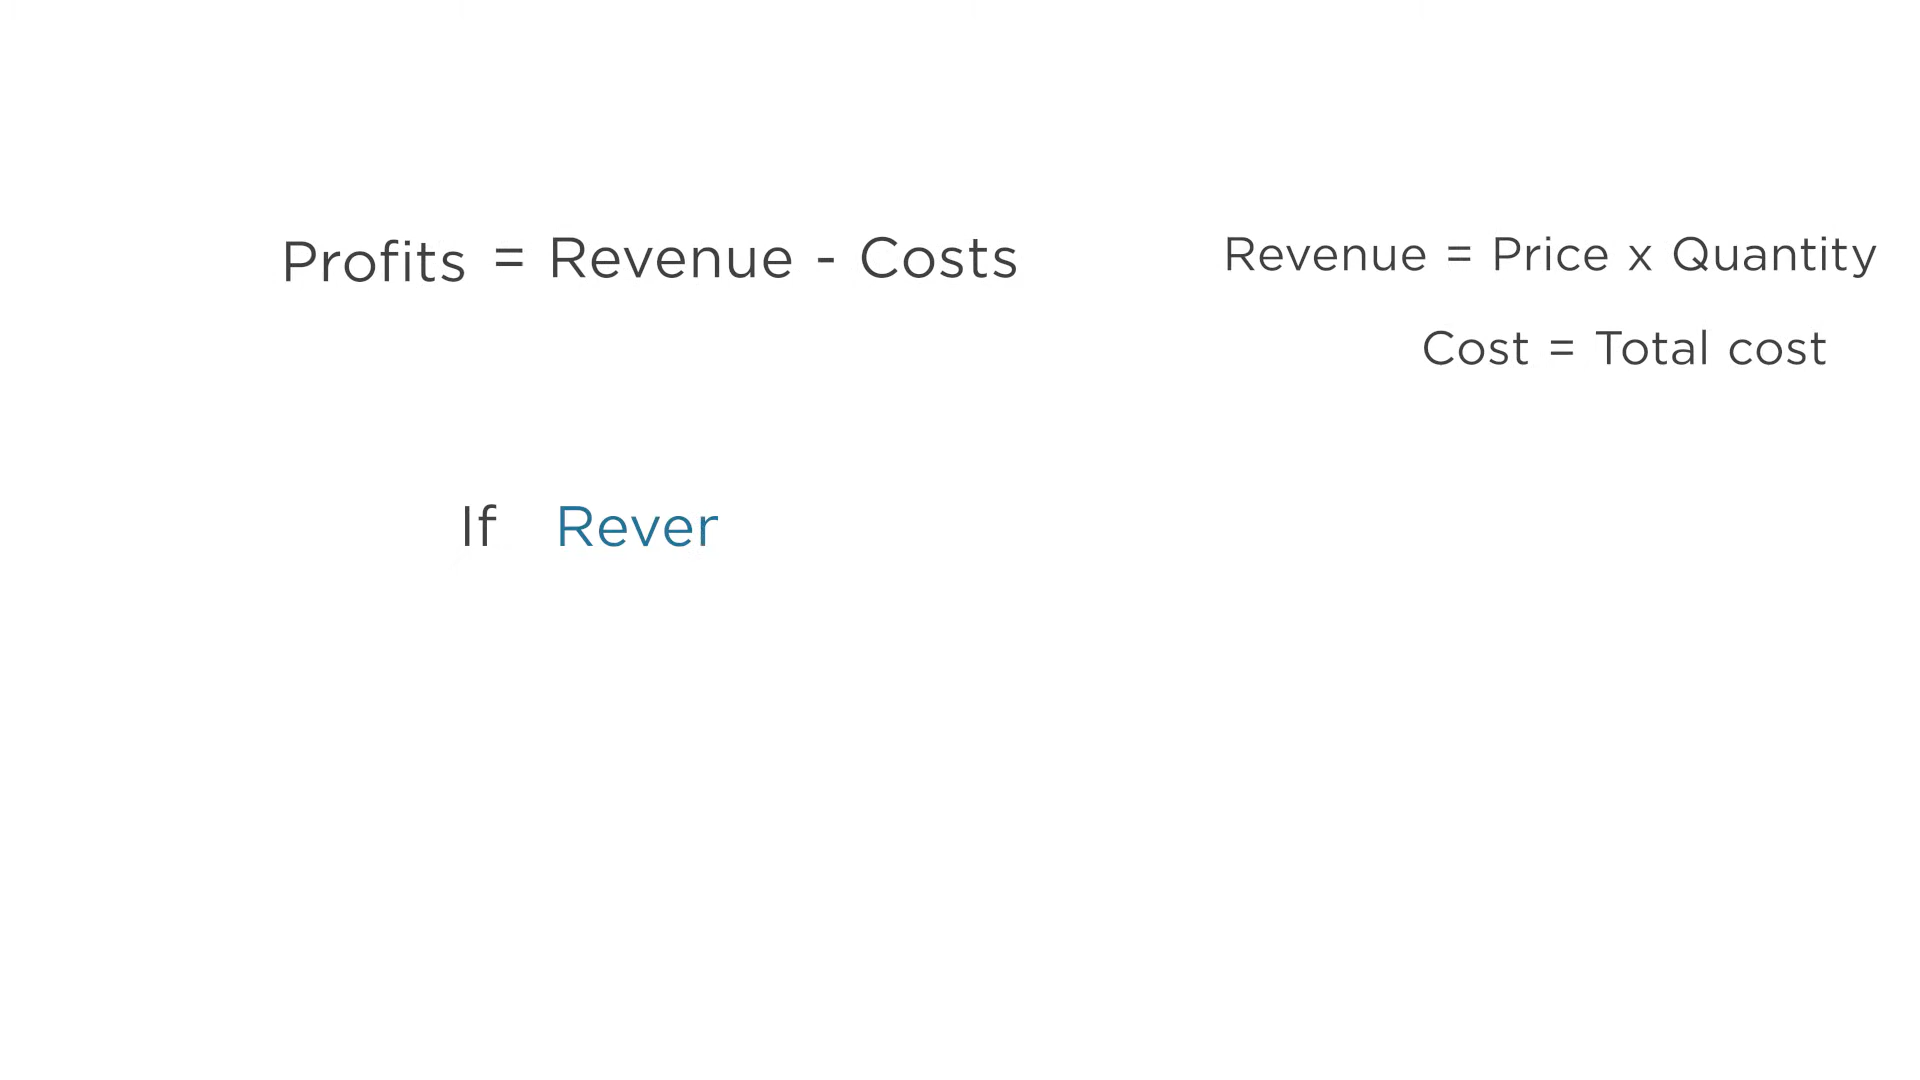 Profits = Revenue - Costs
Revenue = Price x Quantity
Cost = Total cost
If Rever